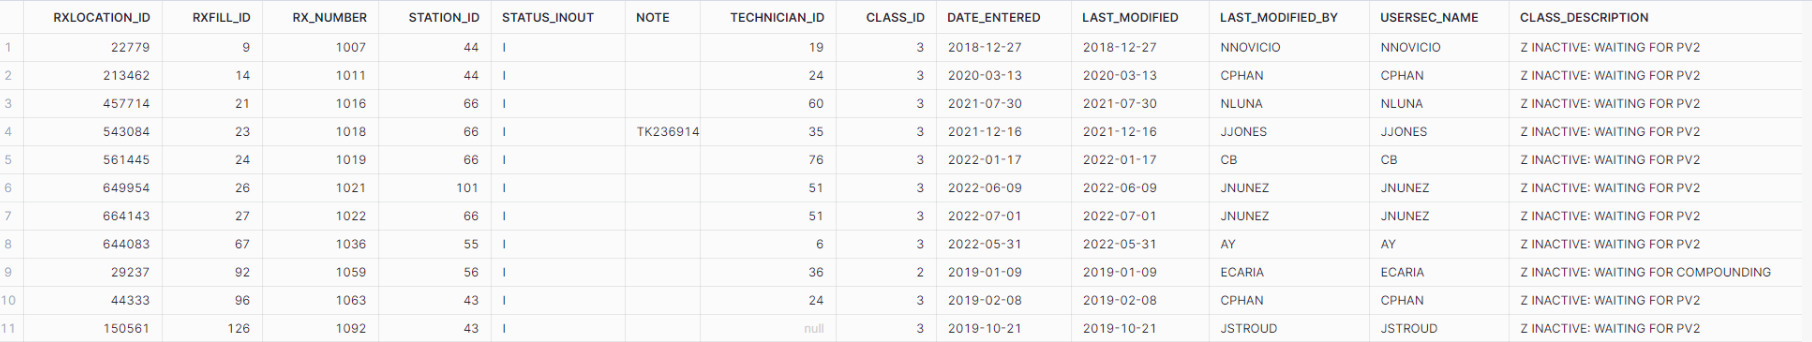 RXLOCATION_ID RXFILL_ID RX_NUMBER STATION_ID STATUS_INOUT NOTE TECHNICIAN_ID CLASS_ID DATE_ENTERED LAST_MODIFIED LAST_MODIFIED_BY USERSEC_NAME CLASS_DESCRIPTION
1 22779 9 1007 44 I 19 3 2018-12-27 2018-12-27 NNOVICIO NNOVICIO Z INACTIVE: WAITING FOR PV2
2 213462 14 1011 44 I 24 3 2020-03-13 2020-03-13 CPHAN CPHAN Z INACTIVE: WAITING FOR PV2
3 457714 21 1016 66 I 60 3 2021-07-30 2021-07-30 NLUNA NLUNA Z INACTIVE: WAITING FOR PV2
4 543084 23 1018 66 I TK236914 35 3 2021-12-16 2021-12-16 JJONES JJONES Z INACTIVE: WAITING FOR PV2
5 561445 24 1019 66 I 76 3 2022-01-17 2022-01-17 CB CB Z INACTIVE: WAITING FOR PV2
6 649954 26 1021 101 I 51 3 2022-06-09 2022-06-09 JNUNEZ JNUNEZ Z INACTIVE: WAITING FOR PV2
7 664143 27 1022 66 I 51 3 2022-07-01 2022-07-01 JNUNEZ JNUNEZ Z INACTIVE: WAITING FOR PV2
8 644083 67 1036 55 I 6 3 2022-05-31 2022-05-31 AY AY Z INACTIVE: WAITING FOR PV2
9 29237 92 1059 56 I 36 2 2019-01-09 2019-01-09 ECARIA ECARIA Z INACTIVE: WAITING FOR COMPOUNDING
10 44333 96 1063 43 I 24 3 2019-02-08 2019-02-08 CPHAN CPHAN Z INACTIVE: WAITING FOR PV2
11 150561 126 1092 43 I null 3 2019-10-21 2019-10-21 JSTROUD JSTROUD Z INACTIVE: WAITING FOR PV2